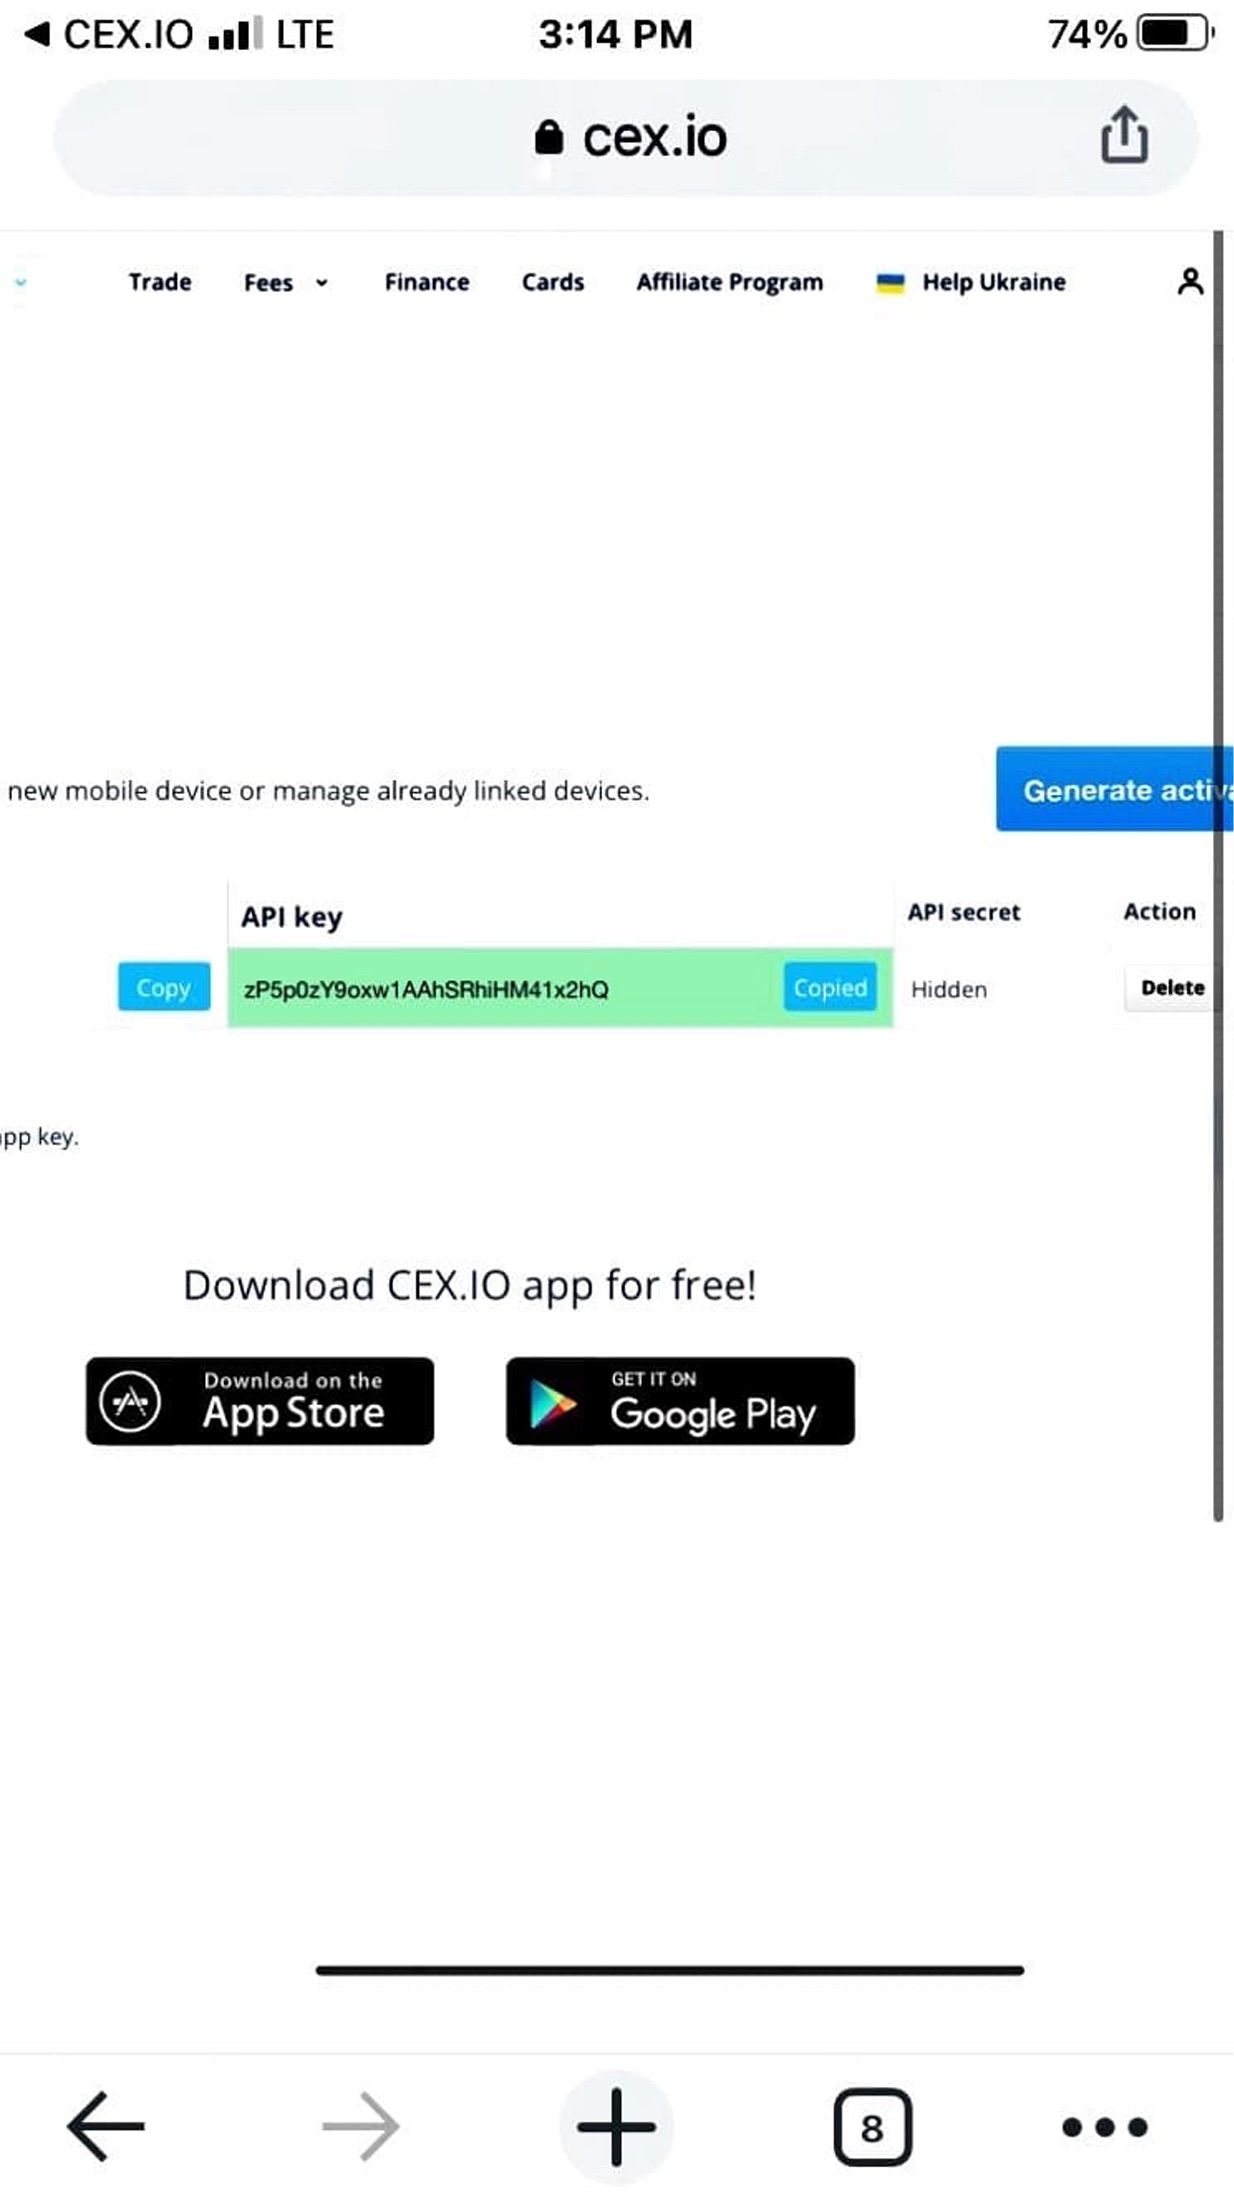 CEX.IO LTE 3:14 PM 74%
cex.io
Trade Fees Finance Cards Affiliate Program Help Ukraine
new mobile device or manage already linked devices. Generate activa
API key API secret Action
Copy zP5p0zY9oxw1AAhSRhiHM41x2hQ Copied Hidden Delete
pp key.
Download CEX.IO app for free!
Download on the
App Store
GET IT ON
Google Play
8